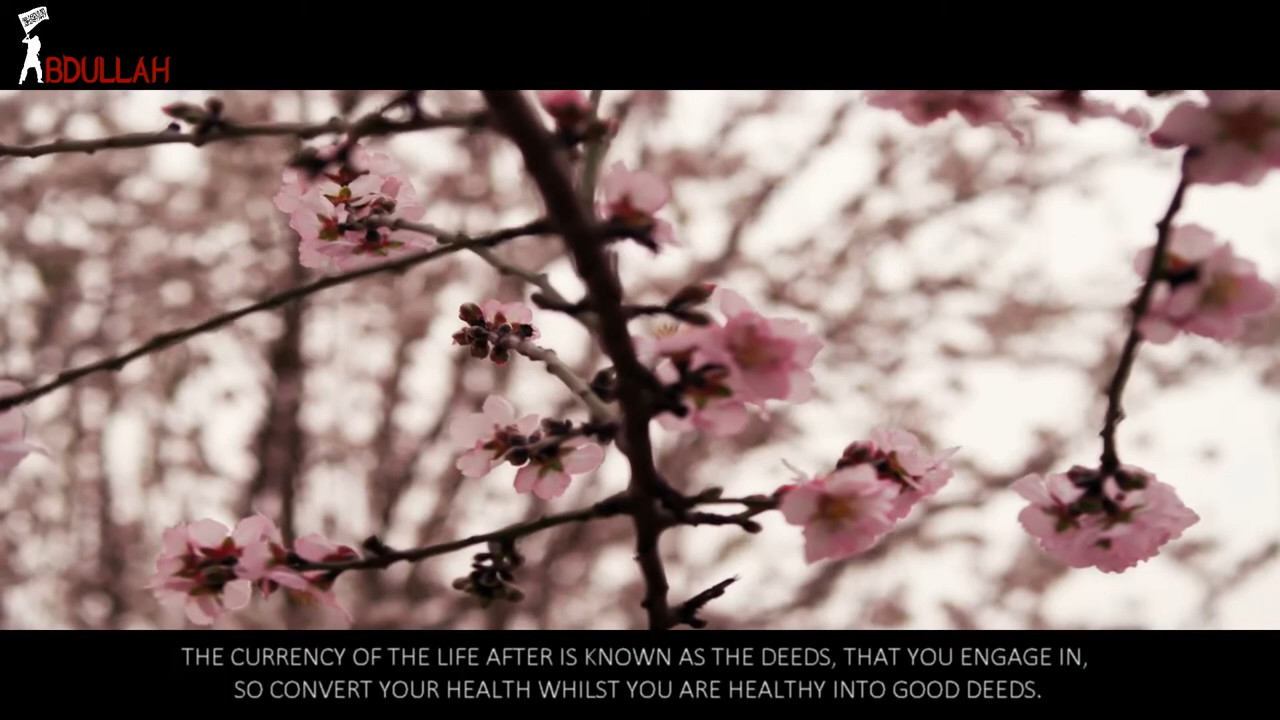 BDULLAH
THE CURRENCY OF THE LIFE AFTER IS KNOWN AS THE DEEDS, THAT YOU ENGAGE IN,
SO CONVERT YOUR HEALTH WHILST YOU ARE HEALTHY INTO GOOD DEEDS.